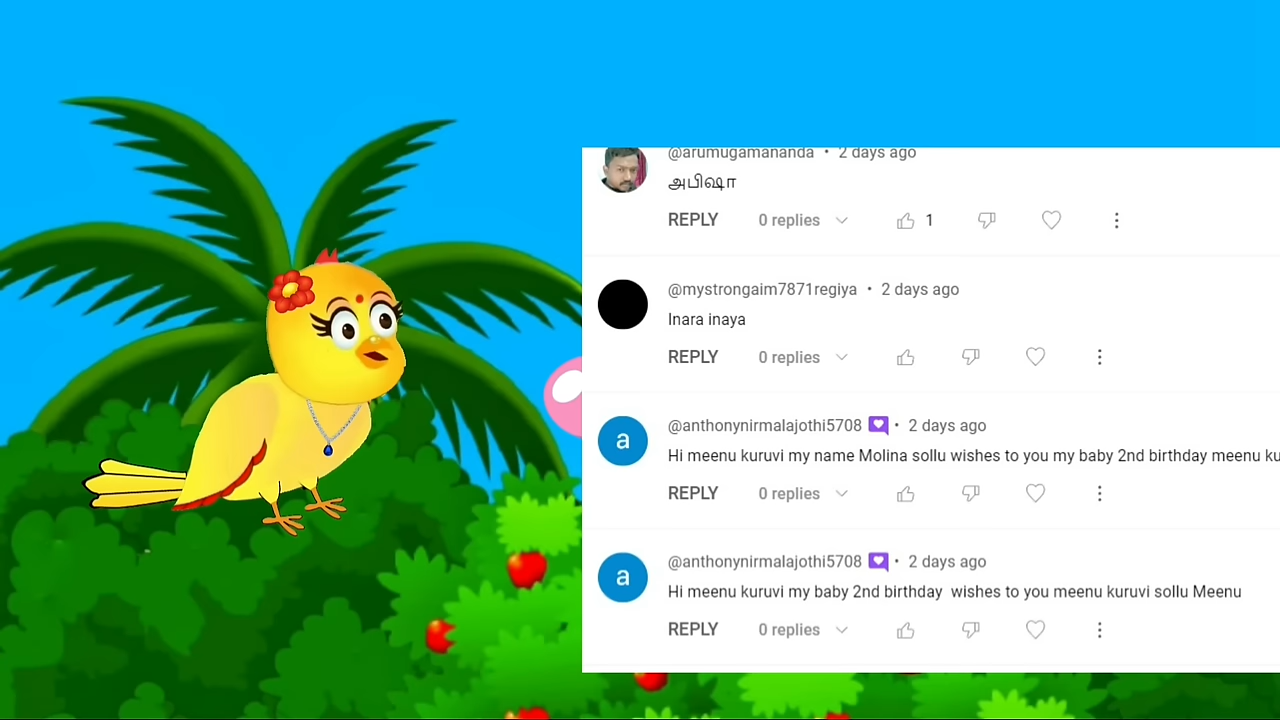 @arumugamananda • 2 days ago
அபிஷா
REPLY 0 replies 1
@mystrongaim7871regiya • 2 days ago
Inara inaya
REPLY 0 replies
a
@anthonynirmalajothi5708 • 2 days ago
Hi meenu kuruvi my name Molina sollu wishes to you my baby 2nd birthday meenu ku
REPLY 0 replies
a
@anthonynirmalajothi5708 • 2 days ago
Hi meenu kuruvi my baby 2nd birthday wishes to you meenu kuruvi sollu Meenu
REPLY 0 replies